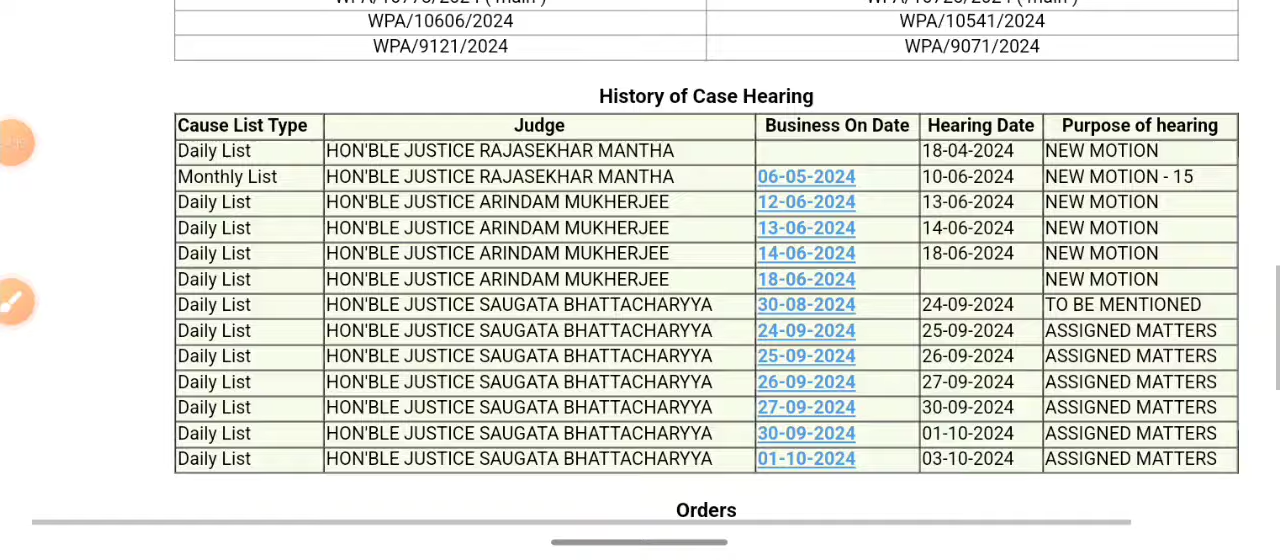 WPA/10606/2024 WPA/10541/2024
WPA/9121/2024 WPA/9071/2024
History of Case Hearing
Cause List Type Judge Business On Date Hearing Date Purpose of hearing
Daily List HON'BLE JUSTICE RAJASEKHAR MANTHA 18-04-2024 NEW MOTION
Monthly List HON'BLE JUSTICE RAJASEKHAR MANTHA 06-05-2024 10-06-2024 NEW MOTION - 15
Daily List HON'BLE JUSTICE ARINDAM MUKHERJEE 12-06-2024 13-06-2024 NEW MOTION
Daily List HON'BLE JUSTICE ARINDAM MUKHERJEE 13-06-2024 14-06-2024 NEW MOTION
Daily List HON'BLE JUSTICE ARINDAM MUKHERJEE 14-06-2024 18-06-2024 NEW MOTION
Daily List HON'BLE JUSTICE ARINDAM MUKHERJEE 18-06-2024 NEW MOTION
Daily List HON'BLE JUSTICE SAUGATA BHATTACHARYYA 30-08-2024 24-09-2024 TO BE MENTIONED
Daily List HON'BLE JUSTICE SAUGATA BHATTACHARYYA 24-09-2024 25-09-2024 ASSIGNED MATTERS
Daily List HON'BLE JUSTICE SAUGATA BHATTACHARYYA 25-09-2024 26-09-2024 ASSIGNED MATTERS
Daily List HON'BLE JUSTICE SAUGATA BHATTACHARYYA 26-09-2024 27-09-2024 ASSIGNED MATTERS
Daily List HON'BLE JUSTICE SAUGATA BHATTACHARYYA 27-09-2024 30-09-2024 ASSIGNED MATTERS
Daily List HON'BLE JUSTICE SAUGATA BHATTACHARYYA 30-09-2024 01-10-2024 ASSIGNED MATTERS
Daily List HON'BLE JUSTICE SAUGATA BHATTACHARYYA 01-10-2024 03-10-2024 ASSIGNED MATTERS
Orders